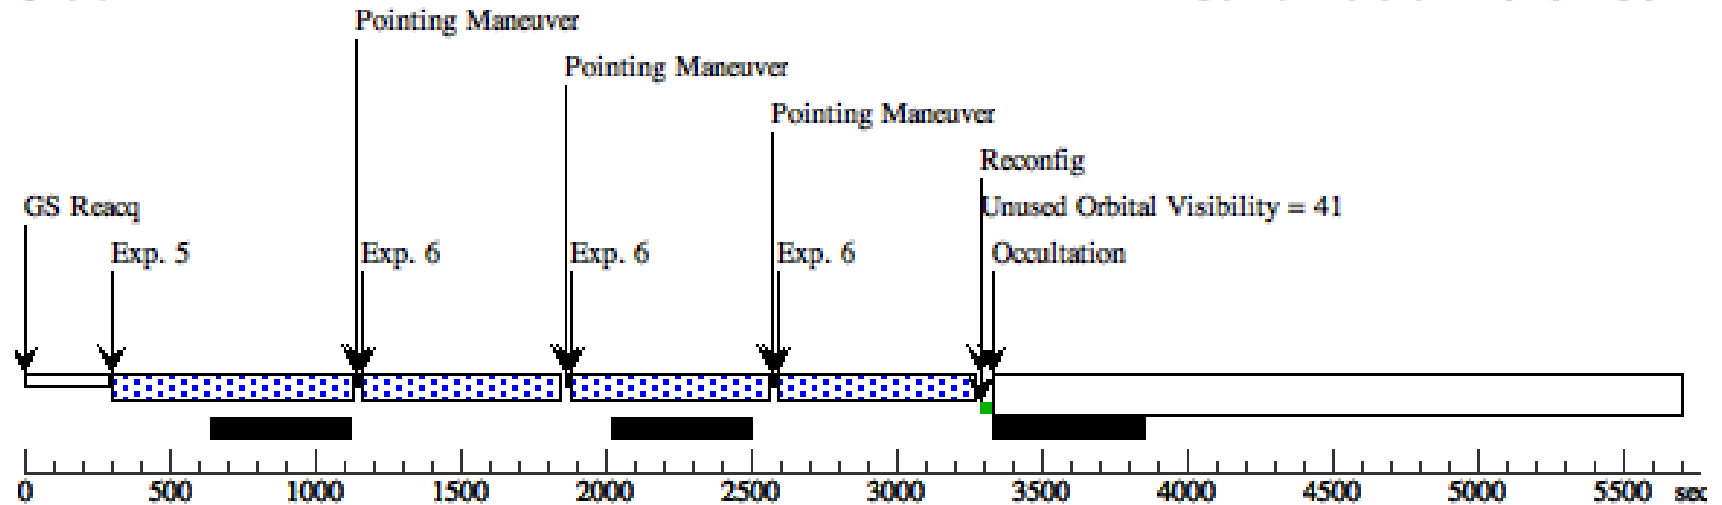 Pointing Maneuver
Pointing Maneuver
Pointing Maneuver
Reconfig
GS Reacq
Unused Orbital Visibility = 41
Exp. 5
Exp. 6
Exp. 6
Exp. 6
Occultation
0 500 1000 1500 2000 2500 3000 3500 4000 4500 5000 5500 sec